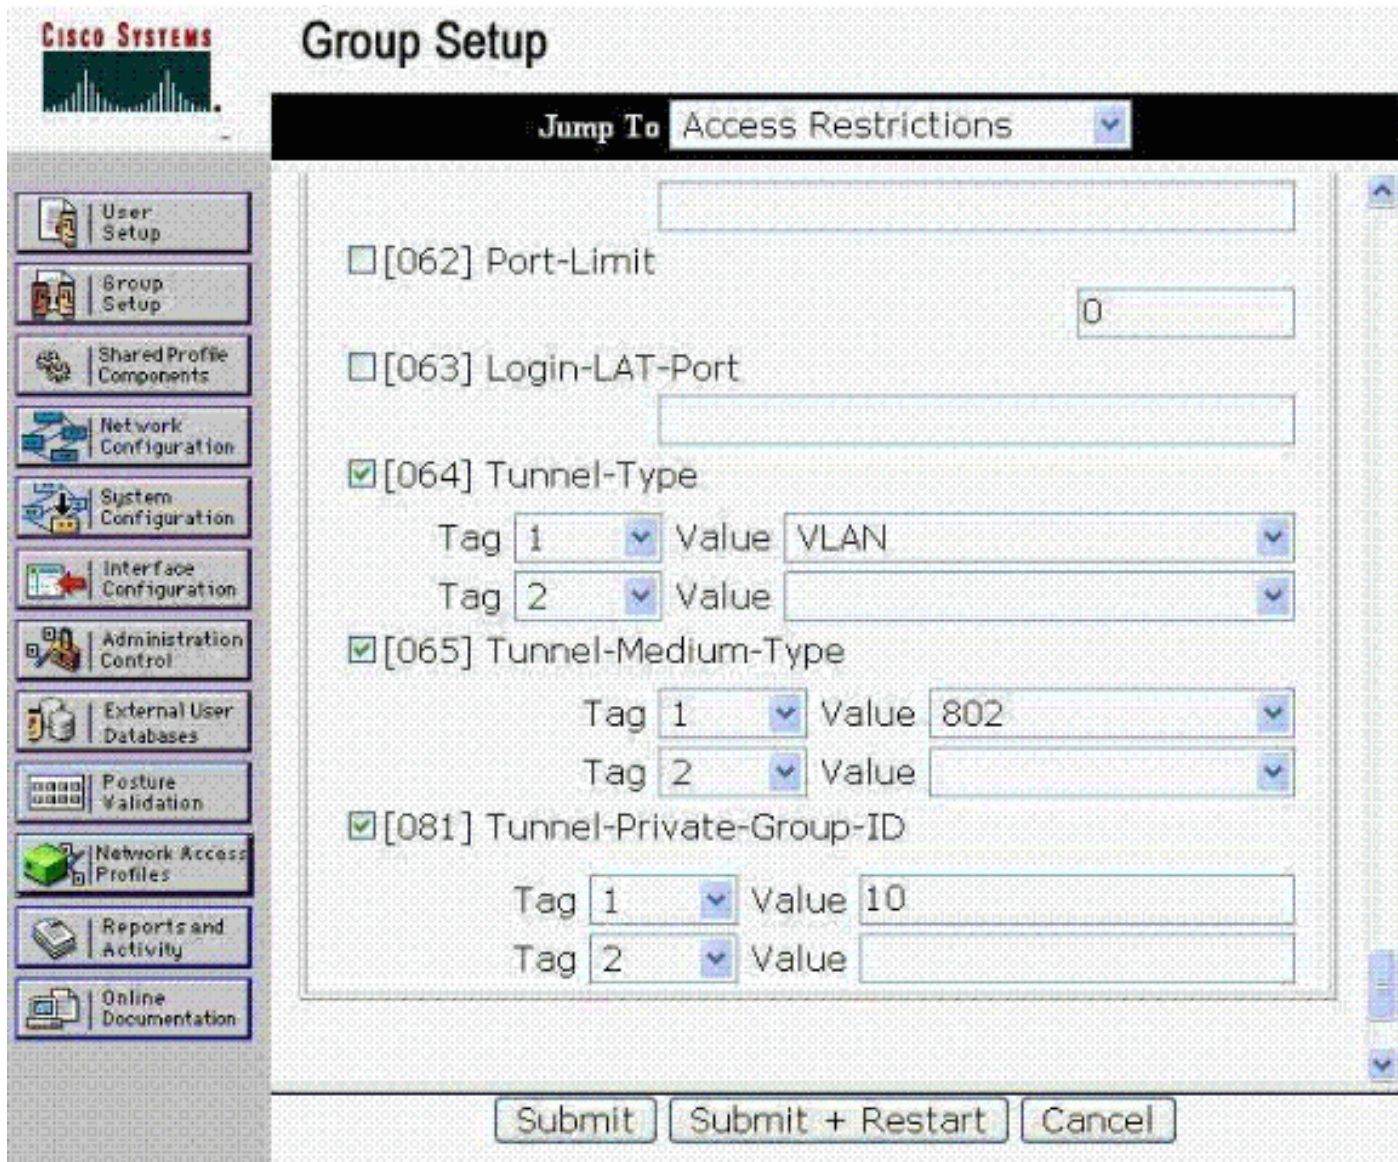 CISCO SYSTEMS
Group Setup
Jump To Access Restrictions
User
Setup
Group
Setup
Shared Profile
Components
Network
Configuration
System
Configuration
Interface
Configuration
Administration
Control
External User
Databases
Posture
Validation
Network Access
Profiles
Reports and
Activity
Online
Documentation
[062] Port-Limit
0
[063] Login-LAT-Port
[064] Tunnel-Type
Tag 1 Value VLAN
Tag 2 Value
[065] Tunnel-Medium-Type
Tag 1 Value 802
Tag 2 Value
[081] Tunnel-Private-Group-ID
Tag 1 Value 10
Tag 2 Value
Submit Submit + Restart Cancel